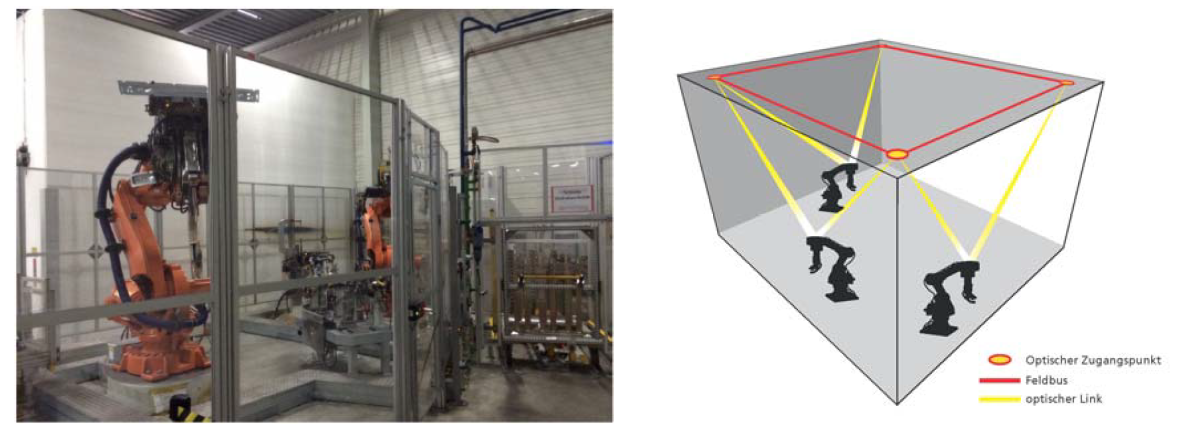 Optischer Zugangspunkt
Feldbus
optischer Link